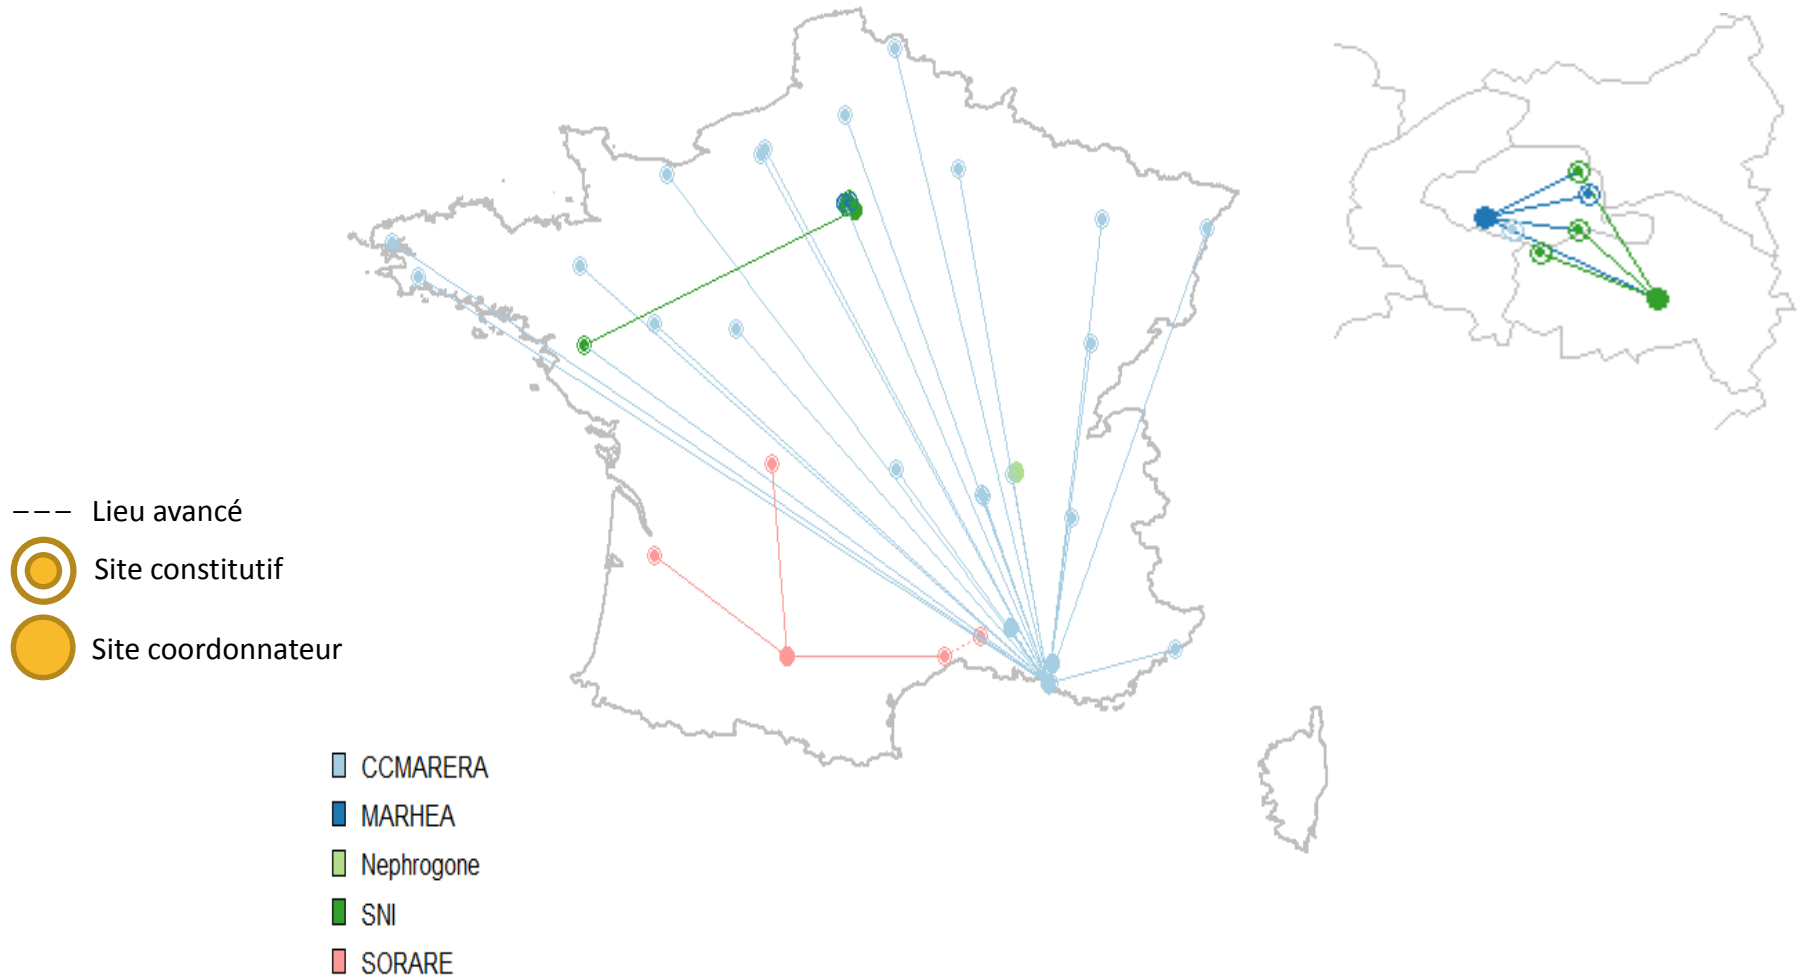 Lieu avancé
Site constitutif
Site coordonnateur
CCMARERA
MARHEA
Nephrogone
SNI
SORARE